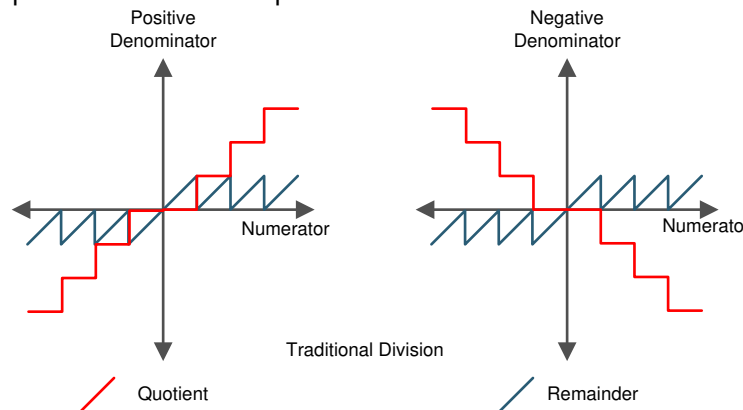 Positive
Denominator
Negative
Denominator
Numerator
Numerato
Traditional Division
Quotient
Remainder